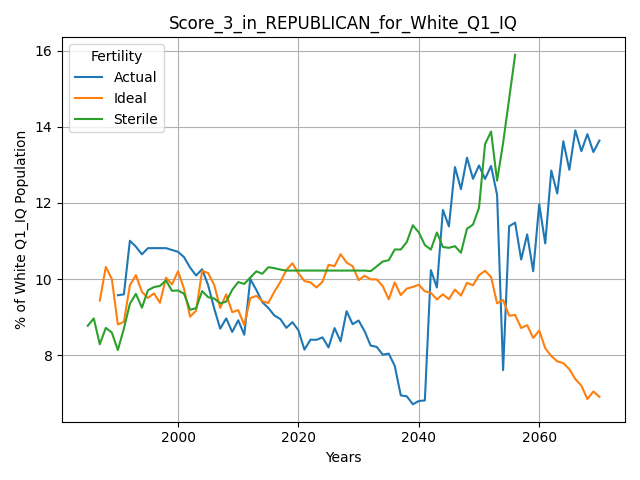 Score_3_in_REPUBLICAN_for_White_Q1_IQ
Fertility
Actual
Ideal
Sterile
% of White Q1_IQ Population
16
14
12
10
8
2000
2020
2040
2060
Years